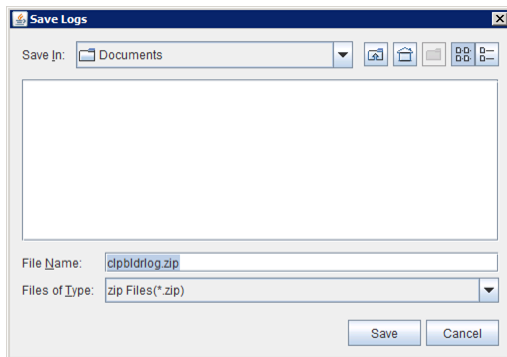 Save Logs
Save In: Documents
File Name: clpbldrlog.zip
Files of Type: zip Files(*.zip)
Save Cancel